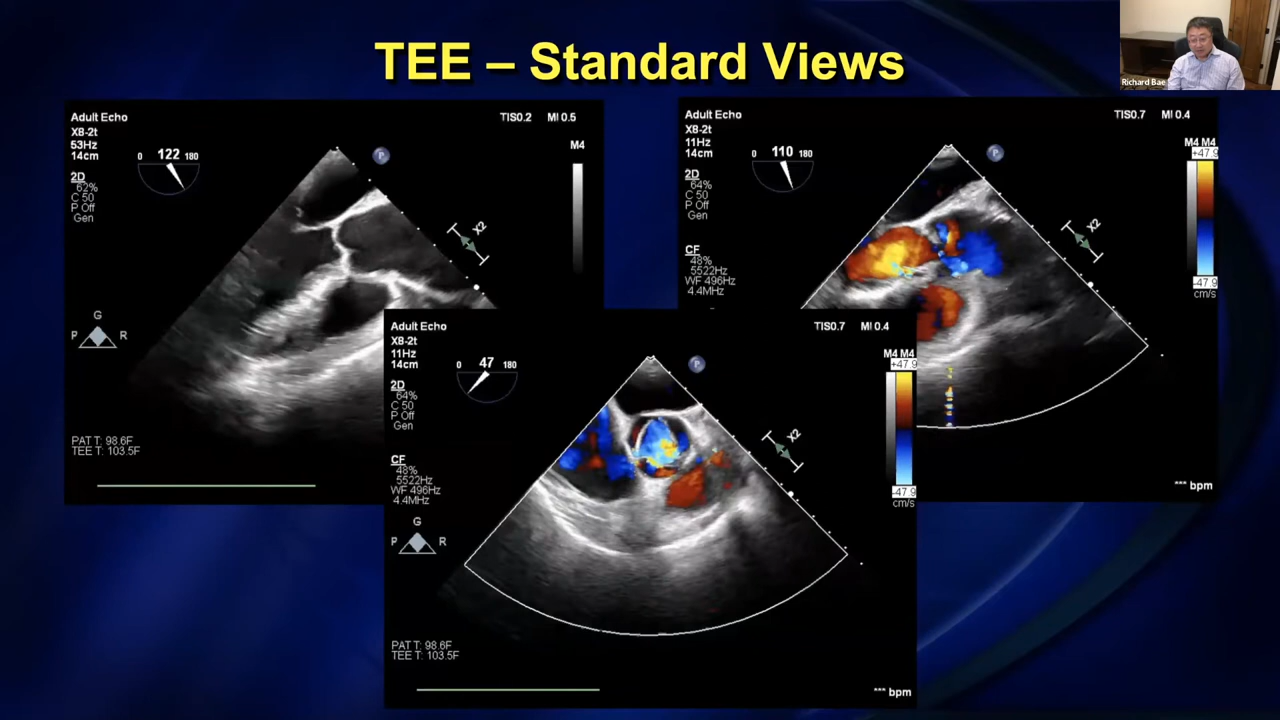 TEE – Standard Views
Richard Bae
Adult Echo
X8-2t
53Hz
14cm
2D
62%
C 50
P Off
Gen
0 122 180
TIS0.2 MI 0.5
M4
P
X2
G
P R
PAT T: 98.6F
TEE T: 103.5F
Adult Echo
X8-2t
11Hz
14cm
2D
64%
C 50
P Off
Gen
CF
48%
5522Hz
WF 496Hz
4.4MHz
0 110 180
TIS0.7 MI 0.4
M4 M4
+47.9
-47.9
cm/s
P
X2
*** bpm
Adult Echo
X8-2t
11Hz
14cm
2D
64%
C 50
P Off
Gen
CF
48%
5522Hz
WF 496Hz
4.4MHz
0 47 180
TIS0.7 MI 0.4
M4 M4
+47.9
-47.9
cm/s
P
X2
G
P R
PAT T: 98.6F
TEE T: 103.5F
*** bpm